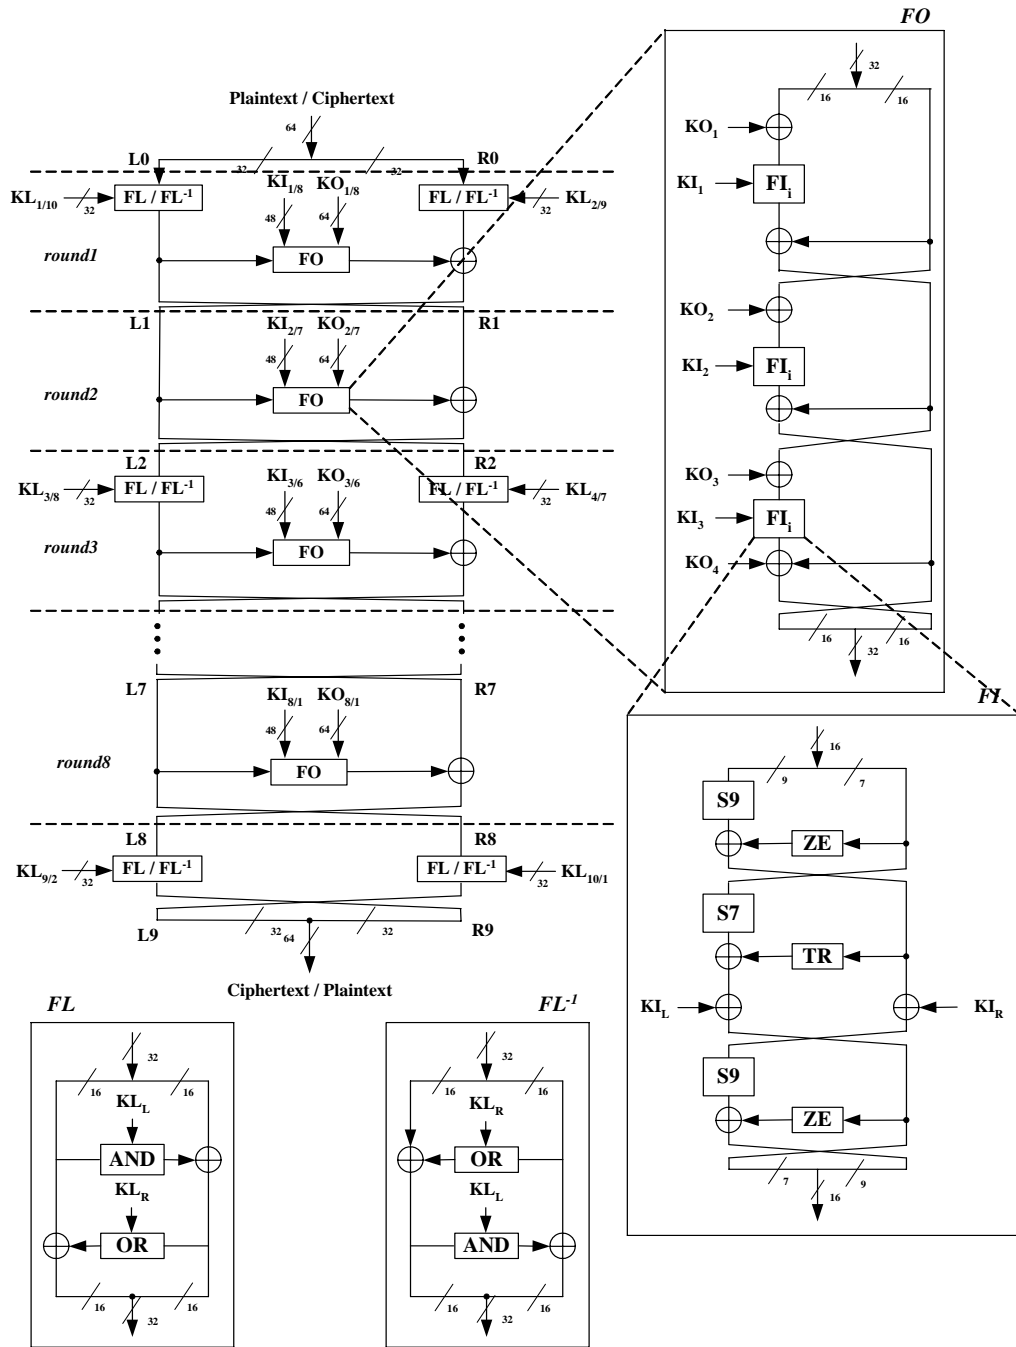 FO
32
16 16
KO1
KI1 FIi
KO2
KI2 FIi
KO3
KI3 FIi
KO4
16 16
32
Plaintext / Ciphertext
64
L0 32 32 R0
KL1/10 32 FL / FL-1 KI1/8 KO1/8 FL / FL-1 32 KL2/9
48 64
round1 FO
L1 KI2/7 KO2/7 R1
48 64
round2 FO
L2 R2
KL3/8 32 FL / FL-1 KI3/6 KO3/6 FL / FL-1 32 KL4/7
48 64
round3 FO
L7 KI8/1 KO8/1 R7
48 64
round8 FO
L8 R8
KL9/2 32 FL / FL-1 FL / FL-1 32 KL10/1
L9 32 64 32 R9
Ciphertext / Plaintext
FI
16
9 7
S9
ZE
S7
TR
KIL KIR
S9
ZE
7 9
16
FL
32
16 16
KLL
AND
KLR
OR
16 16
32
FL-1
32
16 16
KLR
OR
KLL
AND
16 16
32